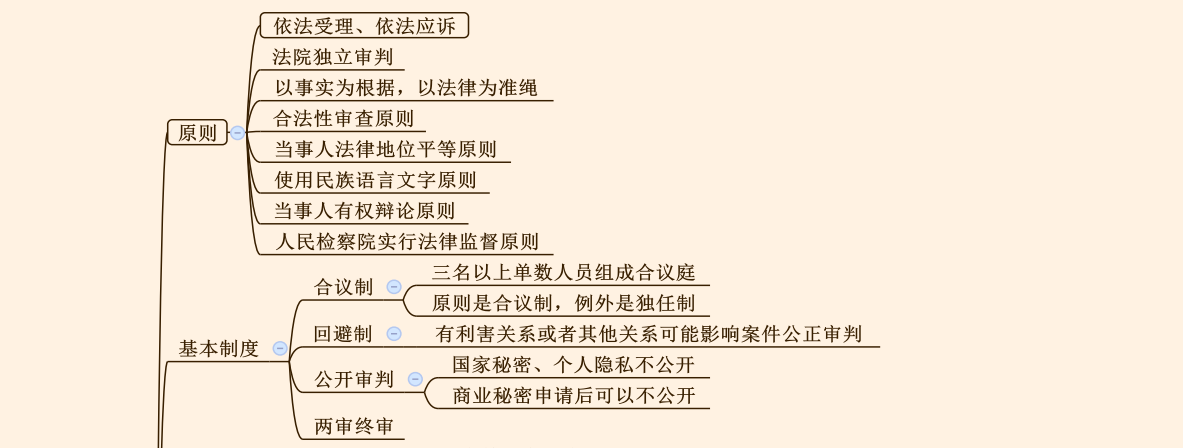 原则
依法受理、依法应诉
法院独立审判
以事实为根据，以法律为准绳
合法性审查原则
当事人法律地位平等原则
使用民族语言文字原则
当事人有权辩论原则
人民检察院实行法律监督原则
基本制度
合议制
三名以上单数人员组成合议庭
原则是合议制，例外是独任制
回避制
有利害关系或者其他关系可能影响案件公正审判
公开审判
国家秘密、个人隐私不公开
商业秘密申请后可以不公开
两审终审